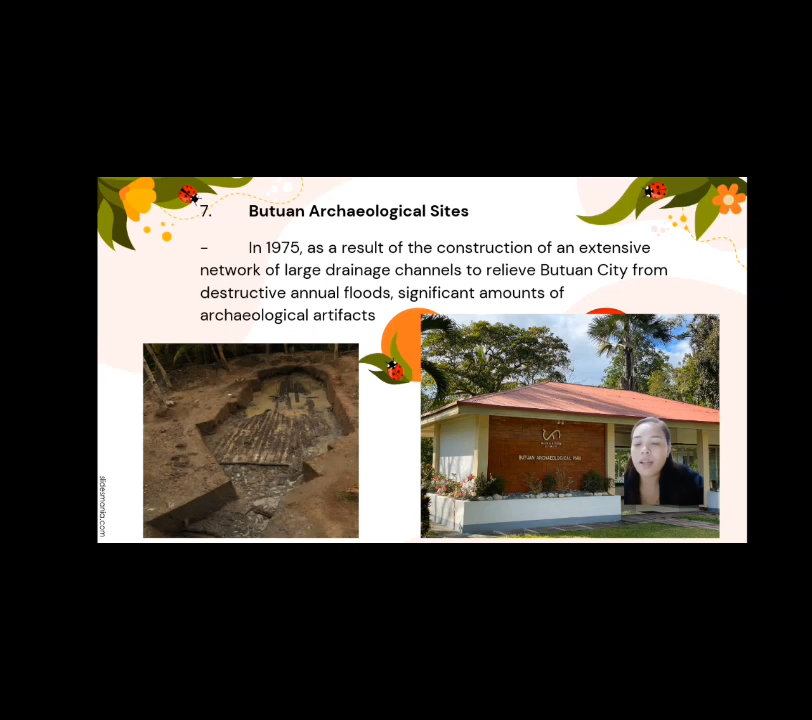 7. Butuan Archaeological Sites
- In 1975, as a result of the construction of an extensive
network of large drainage channels to relieve Butuan City from
destructive annual floods, significant amounts of
archaeological artifacts
BUTUAN ARCHAEOLOGICAL PARK
slidesmania.com